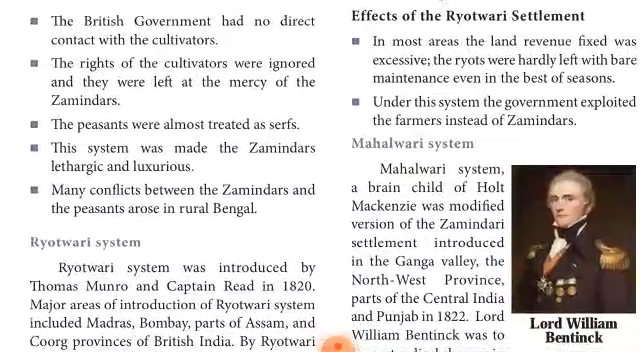 The British Government had no direct
contact with the cultivators.
The rights of the cultivators were ignored
and they were left at the mercy of the
Zamindars.
The peasants were almost treated as serfs.
This system was made the Zamindars
lethargic and luxurious.
Many conflicts between the Zamindars and
the peasants arose in rural Bengal.
Ryotwari system
Ryotwari system was introduced by
Thomas Munro and Captain Read in 1820.
Major areas of introduction of Ryotwari system
included Madras, Bombay, parts of Assam, and
Coorg provinces of British India. By Ryotwari
Effects of the Ryotwari Settlement
In most areas the land revenue fixed was
excessive; the ryots were hardly left with bare
maintenance even in the best of seasons.
Under this system the government exploited
the farmers instead of Zamindars.
Mahalwari system
Mahalwari system,
a brain child of Holt
Mackenzie was modified
version of the Zamindari
settlement introduced
in the Ganga valley, the
North-West Province,
parts of the Central India
and Punjab in 1822. Lord
William Bentinck was to
Lord William
Bentinck